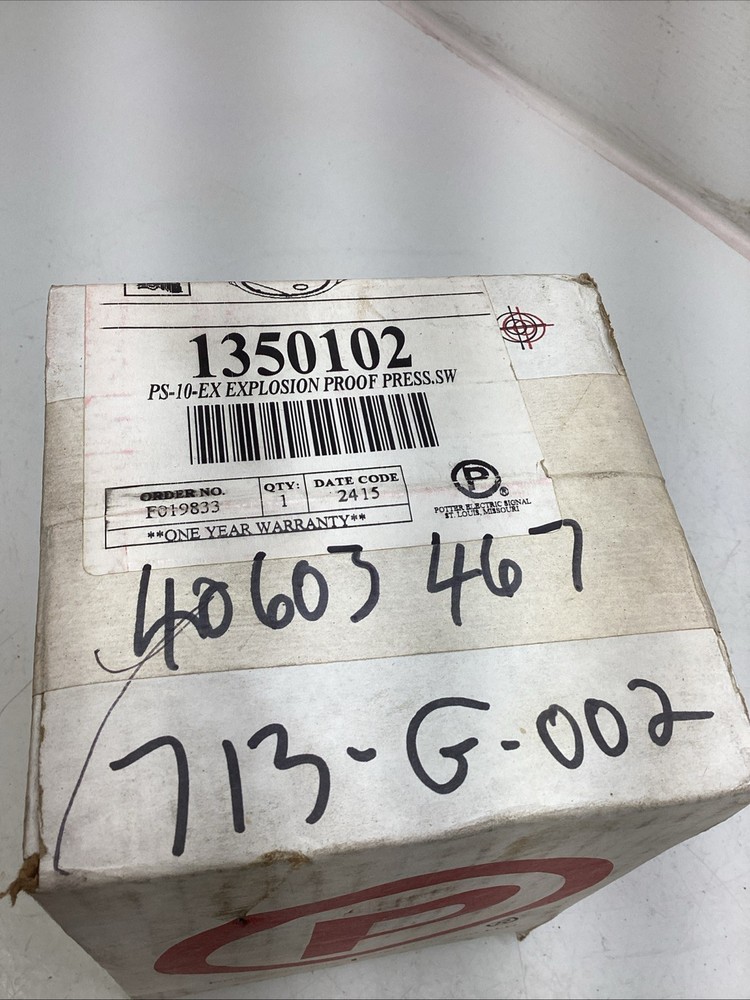 1350102
PS-10-EX EXPLOSION PROOF PRESS.SW
ORDER NO. QTY: DATE CODE
F019833 1 2415
**ONE YEAR WARRANTY**
P ®
POTTER ELECTRIC SIGNAL
ST. LOUIS, MISSOURI
40603 467
713-G-002
P ®